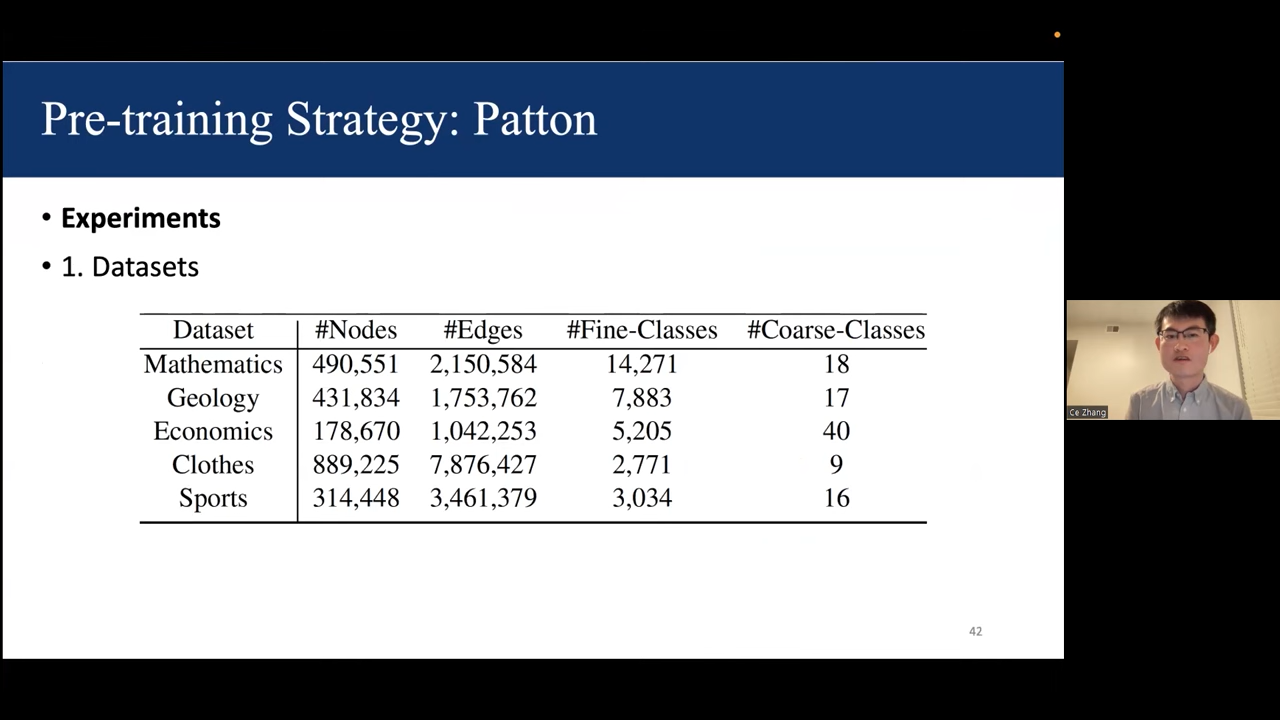 Pre-training Strategy: Patton
• Experiments
• 1. Datasets
Dataset #Nodes #Edges #Fine-Classes #Coarse-Classes
Mathematics 490,551 2,150,584 14,271 18
Geology 431,834 1,753,762 7,883 17
Economics 178,670 1,042,253 5,205 40
Clothes 889,225 7,876,427 2,771 9
Sports 314,448 3,461,379 3,034 16
42
Ce Zhang